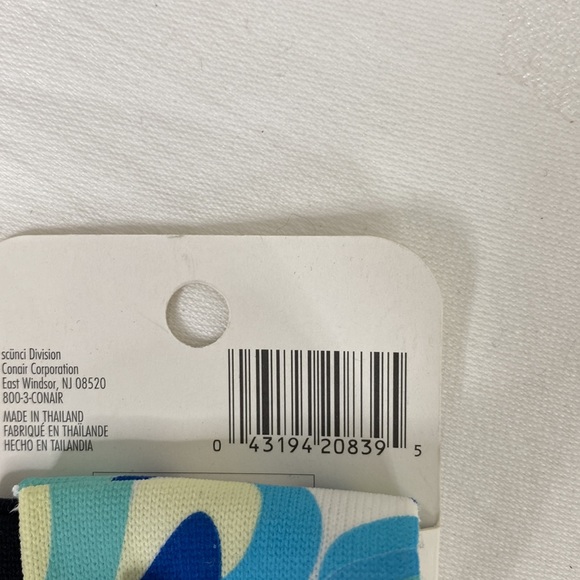 scünci Division
Conair Corporation
East Windsor, NJ 08520
800-3-CONAIR
MADE IN THAILAND
FABRIQUÉ EN THAÏLANDE
HECHO EN TAILANDIA
0 43194 20839 5